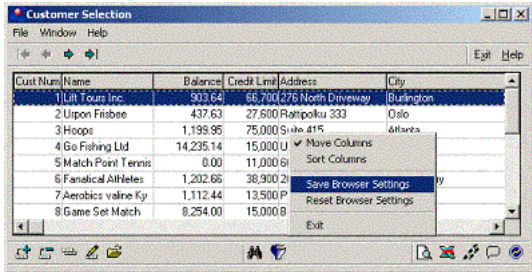 Customer Selection
File Window Help
Exit Help
Cust Num Name Balance Credit Limit Address City
1 Lift Tours Inc. 903.64 66,700 276 North Driveway Burlington
2 Urpon Frisbee 437.63 27,600 Rattipolku 333 Oslo
3 Hoops 1,199.95 75,000 Suite 415 Atlanta
4 Go Fishing Ltd 14,235.14 15,000 U
5 Match Point Tennis 0.00 11,000 6
6 Fanatical Athletes 1,202.66 38,900 2 y
7 Aerobics valine Ky 1,112.44 13,500 P
8 Game Set Match 8,254.00 15,000 B
Move Columns
Sort Columns
Save Browser Settings
Reset Browser Settings
Exit